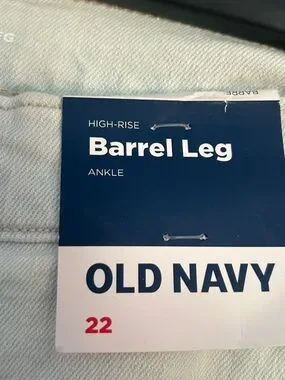 HIGH-RISE
Barrel Leg
ANKLE
OLD NAVY
22